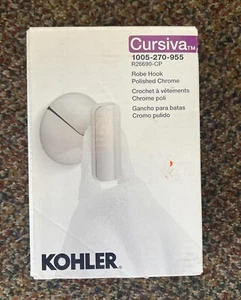 Cursiva™
1005-270-955
R26690-CP
Robe Hook
Polished Chrome
Crochet à vêtements
Chrome poli
Gancho para batas
Cromo pulido
KOHLER®